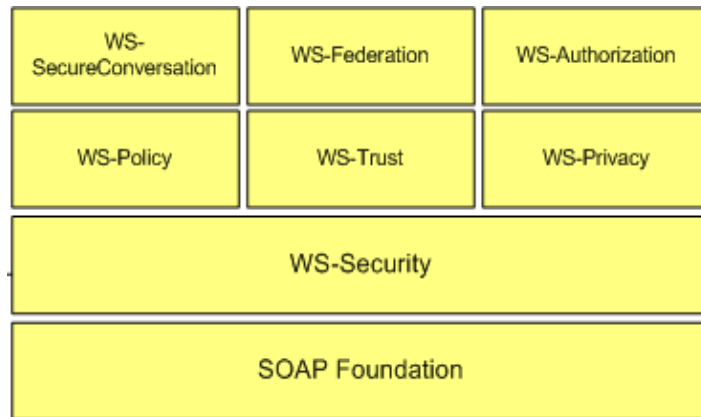 WS-
SecureConversation
WS-Federation
WS-Authorization
WS-Policy
WS-Trust
WS-Privacy
WS-Security
SOAP Foundation